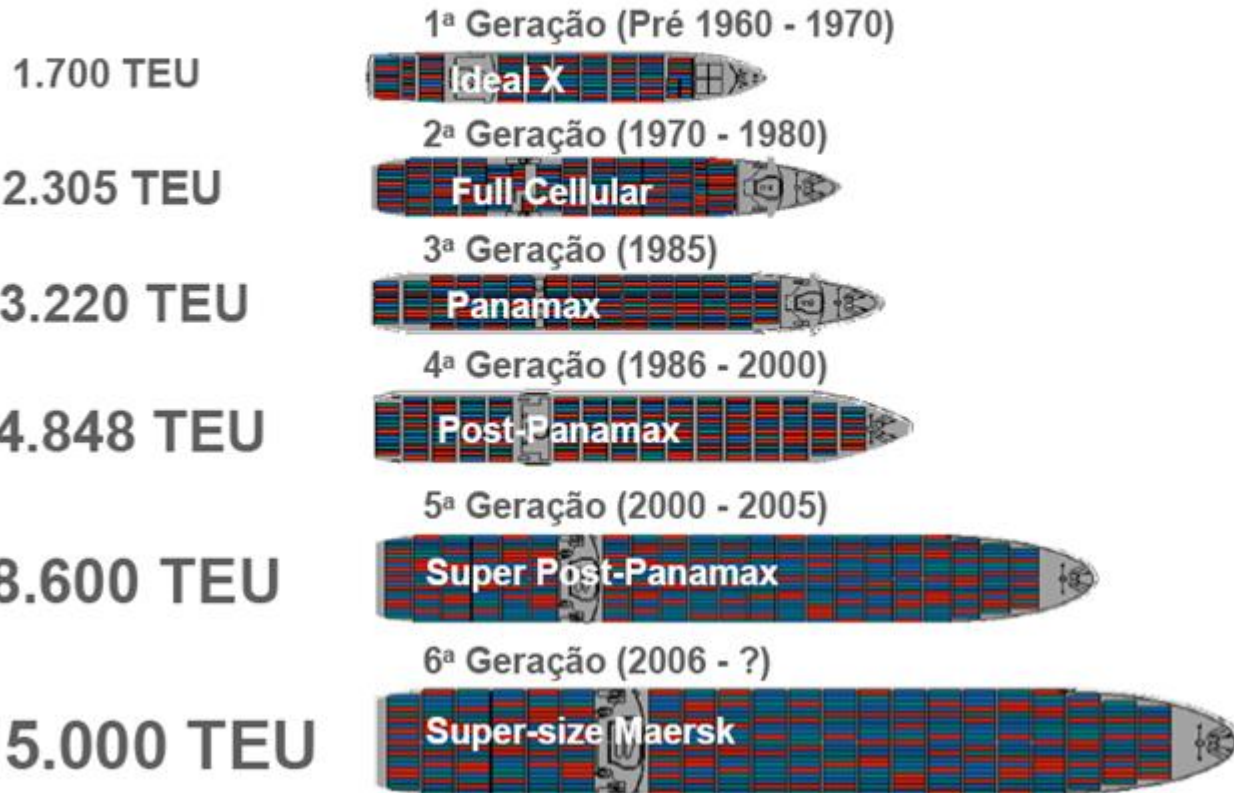 1ª Geração (Pré 1960 - 1970)
1.700 TEU
Ideal X
2ª Geração (1970 - 1980)
2.305 TEU
Full Cellular
3ª Geração (1985)
3.220 TEU
Panamax
4ª Geração (1986 - 2000)
4.848 TEU
Post-Panamax
5ª Geração (2000 - 2005)
8.600 TEU
Super Post-Panamax
6ª Geração (2006 - ?)
5.000 TEU
Super-size Maersk